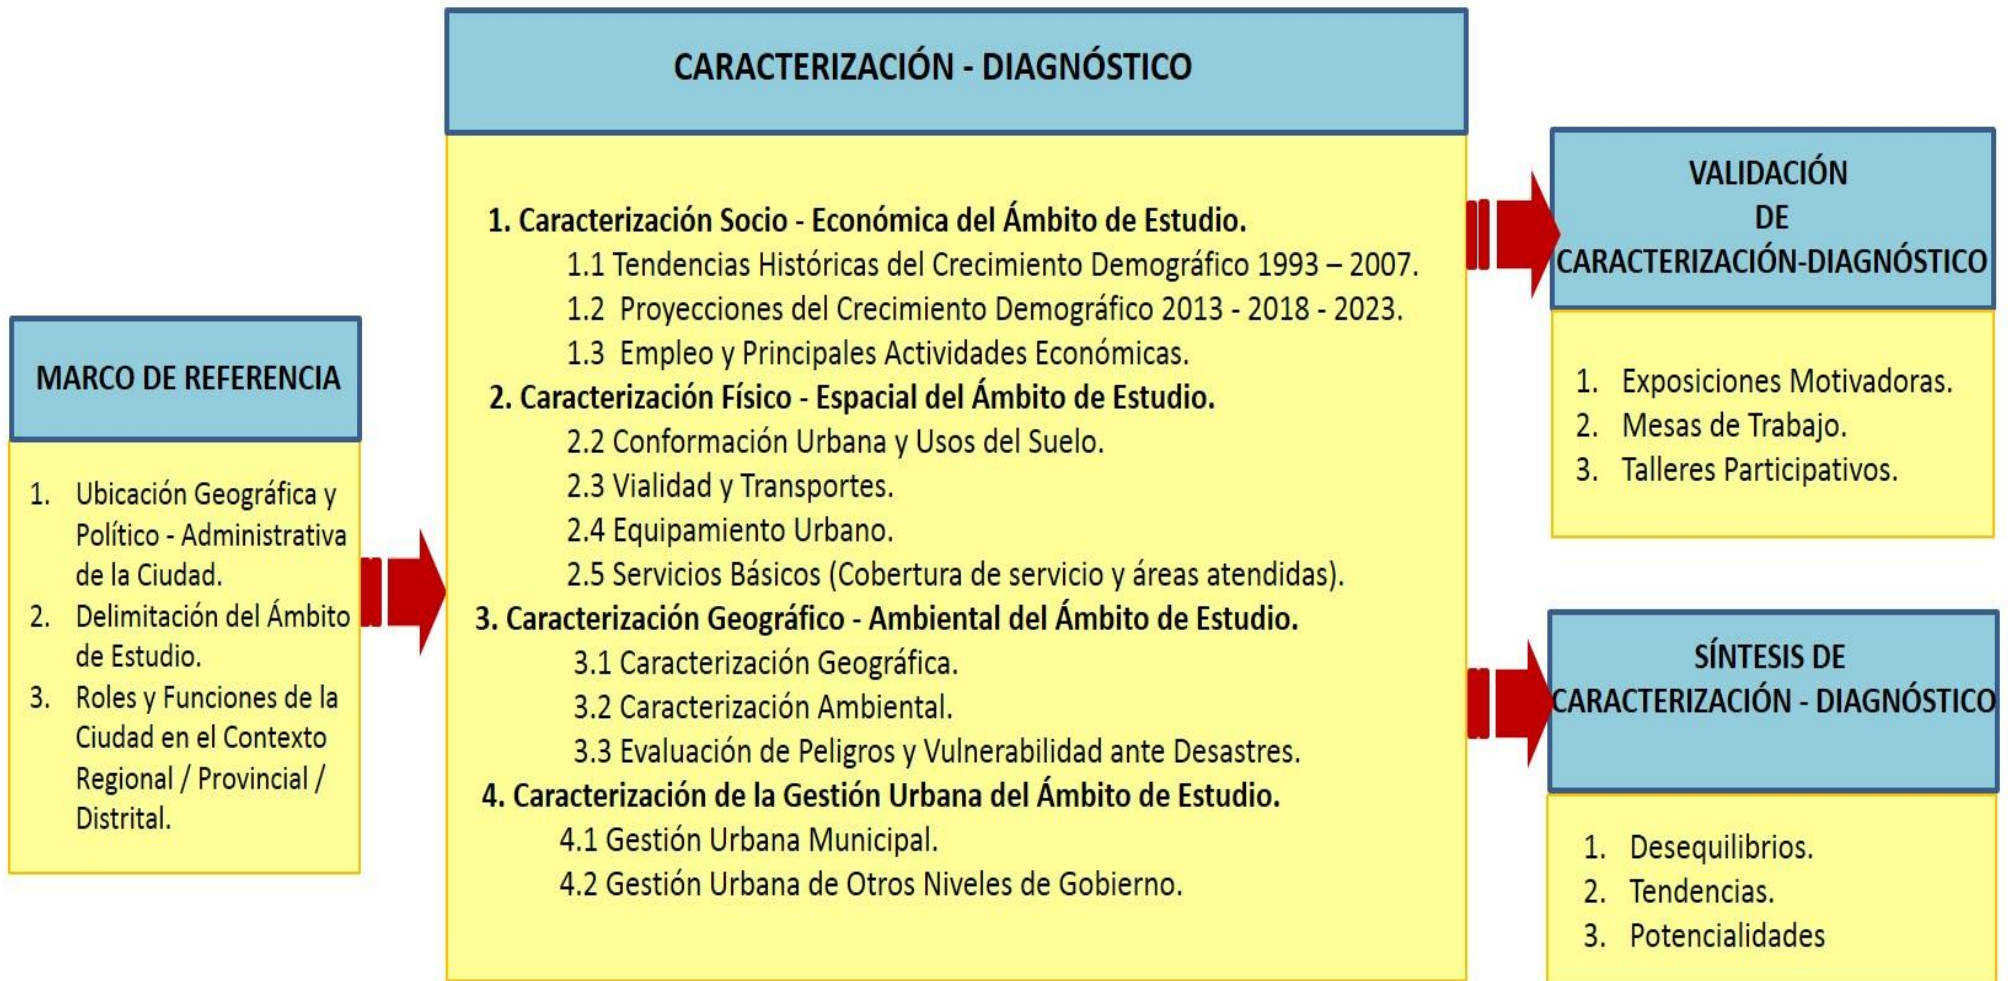 MARCO DE REFERENCIA
1. Ubicación Geográfica y
Político - Administrativa
de la Ciudad.
2. Delimitación del Ámbito
de Estudio.
3. Roles y Funciones de la
Ciudad en el Contexto
Regional / Provincial /
Distrital.
CARACTERIZACIÓN - DIAGNÓSTICO
1. Caracterización Socio - Económica del Ámbito de Estudio.
1.1 Tendencias Históricas del Crecimiento Demográfico 1993 – 2007.
1.2 Proyecciones del Crecimiento Demográfico 2013 - 2018 - 2023.
1.3 Empleo y Principales Actividades Económicas.
2. Caracterización Físico - Espacial del Ámbito de Estudio.
2.2 Conformación Urbana y Usos del Suelo.
2.3 Vialidad y Transportes.
2.4 Equipamiento Urbano.
2.5 Servicios Básicos (Cobertura de servicio y áreas atendidas).
3. Caracterización Geográfico - Ambiental del Ámbito de Estudio.
3.1 Caracterización Geográfica.
3.2 Caracterización Ambiental.
3.3 Evaluación de Peligros y Vulnerabilidad ante Desastres.
4. Caracterización de la Gestión Urbana del Ámbito de Estudio.
4.1 Gestión Urbana Municipal.
4.2 Gestión Urbana de Otros Niveles de Gobierno.
VALIDACIÓN
DE
CARACTERIZACIÓN-DIAGNÓSTICO
1. Exposiciones Motivadoras.
2. Mesas de Trabajo.
3. Talleres Participativos.
SÍNTESIS DE
CARACTERIZACIÓN - DIAGNÓSTICO
1. Desequilibrios.
2. Tendencias.
3. Potencialidades